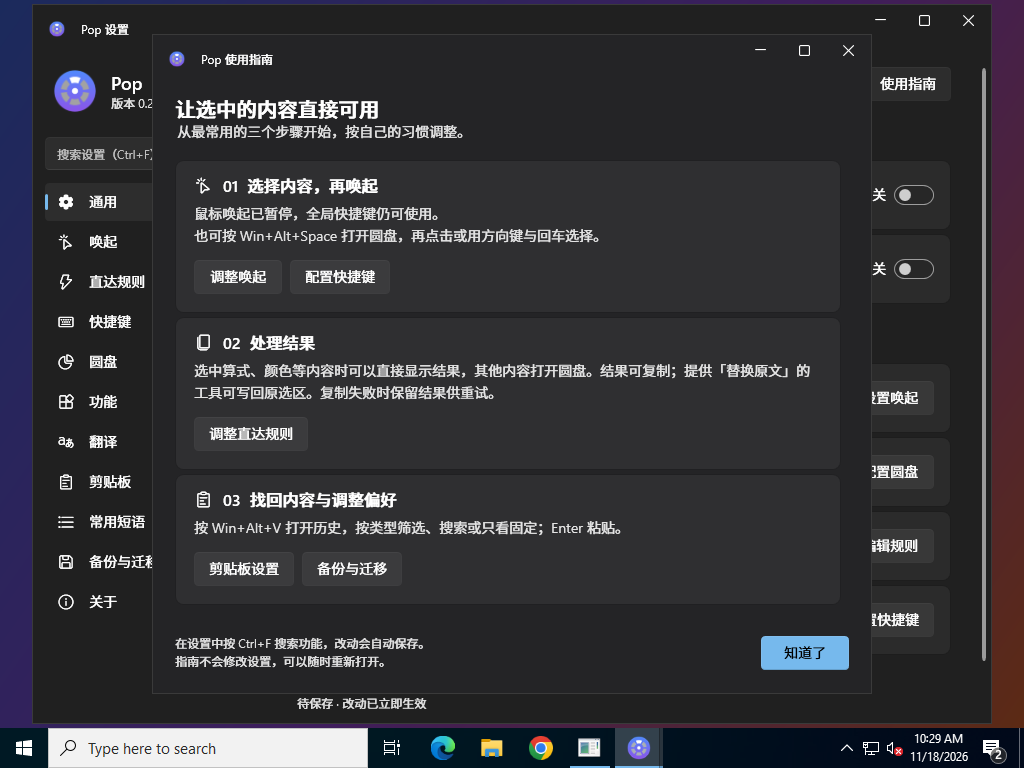 Pop 设置
Pop 使用指南
Pop
版本 0.2
使用指南
搜索设置（Ctrl+F）
通用
唤起
直达规则
快捷键
圆盘
功能
翻译
剪贴板
常用短语
备份与迁移
关于
让选中的内容直接可用
从最常用的三个步骤开始，按自己的习惯调整。
01 选择内容，再唤起
鼠标唤起已暂停，全局快捷键仍可使用。
也可按 Win+Alt+Space 打开圆盘，再点击或用方向键与回车选择。
调整唤起
配置快捷键
02 处理结果
选中算式、颜色等内容时可以直接显示结果，其他内容打开圆盘。结果可复制；提供「替换原文」的
工具可写回原选区。复制失败时保留结果供重试。
调整直达规则
03 找回内容与调整偏好
按 Win+Alt+V 打开历史，按类型筛选、搜索或只看固定；Enter 粘贴。
剪贴板设置
备份与迁移
在设置中按 Ctrl+F 搜索功能，改动会自动保存。
指南不会修改设置，可以随时重新打开。
知道了
关
关
设置唤起
配置圆盘
编辑规则
置快捷键
待保存 · 改动已立即生效
Type here to search
10:29 AM
11/18/2026
2